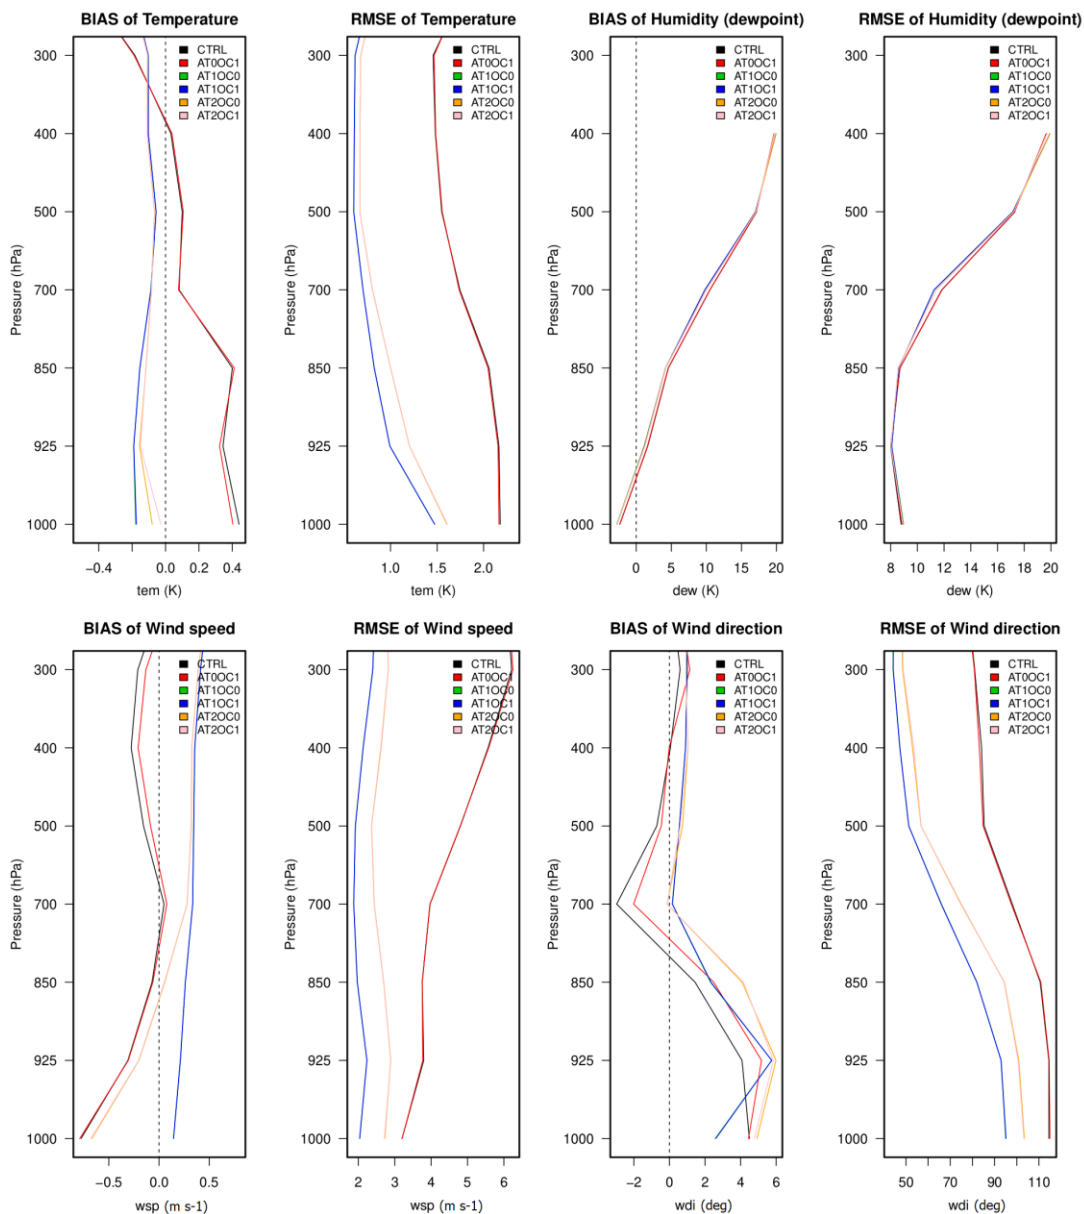 BIAS of Temperature
CTRL
AT0OC1
AT1OC0
AT1OC1
AT2OC0
AT2OC1
300
400
500
700
850
925
1000
Pressure (hPa)
−0.4
0.0
0.2
0.4
tem (K)
RMSE of Temperature
CTRL
AT0OC1
AT1OC0
AT1OC1
AT2OC0
AT2OC1
300
400
500
700
850
925
1000
Pressure (hPa)
1.0
1.5
2.0
tem (K)
BIAS of Humidity (dewpoint)
CTRL
AT0OC1
AT1OC0
AT1OC1
AT2OC0
AT2OC1
300
400
500
700
850
925
1000
Pressure (hPa)
0
5
10
15
20
dew (K)
RMSE of Humidity (dewpoint)
CTRL
AT0OC1
AT1OC0
AT1OC1
AT2OC0
AT2OC1
300
400
500
700
850
925
1000
Pressure (hPa)
8
10
12
14
16
18
20
dew (K)
BIAS of Wind speed
CTRL
AT0OC1
AT1OC0
AT1OC1
AT2OC0
AT2OC1
300
400
500
700
850
925
1000
Pressure (hPa)
−0.5
0.0
0.5
wsp (m s-1)
RMSE of Wind speed
CTRL
AT0OC1
AT1OC0
AT1OC1
AT2OC0
AT2OC1
300
400
500
700
850
925
1000
Pressure (hPa)
2
3
4
5
6
wsp (m s-1)
BIAS of Wind direction
CTRL
AT0OC1
AT1OC0
AT1OC1
AT2OC0
AT2OC1
300
400
500
700
850
925
1000
Pressure (hPa)
−2
0
2
4
6
wdi (deg)
RMSE of Wind direction
CTRL
AT0OC1
AT1OC0
AT1OC1
AT2OC0
AT2OC1
300
400
500
700
850
925
1000
Pressure (hPa)
50
70
90
110
wdi (deg)